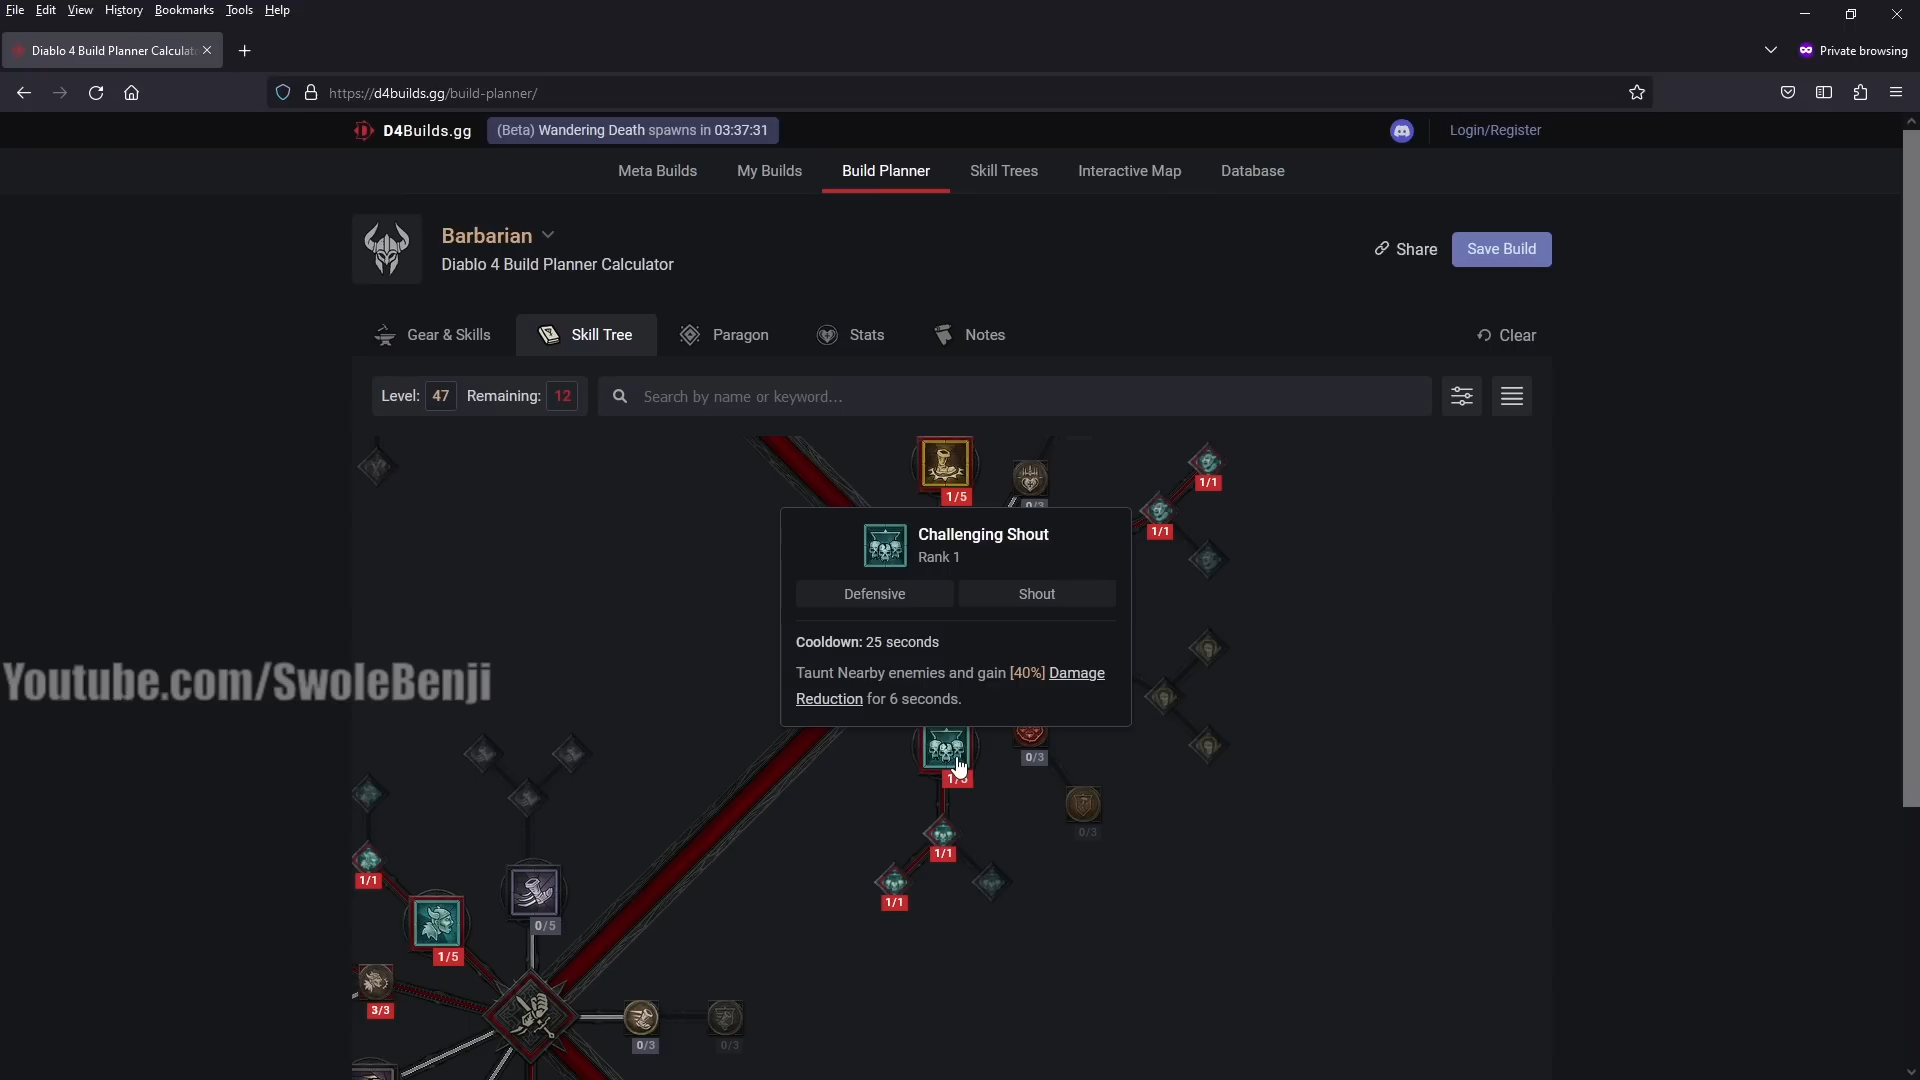 File Edit View History Bookmarks Tools Help
Diablo 4 Build Planner Calculat
Private browsing
https://d4builds.gg/build-planner/
D4Builds.gg
(Beta) Wandering Death spawns in 03:37:31
Login/Register
Meta Builds My Builds Build Planner Skill Trees Interactive Map Database
Barbarian
Diablo 4 Build Planner Calculator
Share
Save Build
Gear & Skills Skill Tree Paragon Stats Notes
Clear
Level: 47 Remaining: 12
Search by name or keyword...
1/1
1/5
0/3
Challenging Shout
Rank 1
1/1
Defensive Shout
Cooldown: 25 seconds
Taunt Nearby enemies and gain [40%] Damage
Reduction for 6 seconds.
Youtube.com/SwoleBenji
0/3
1/5
0/3
1/1
1/1
1/1
0/5
1/5
3/3
0/3
0/3